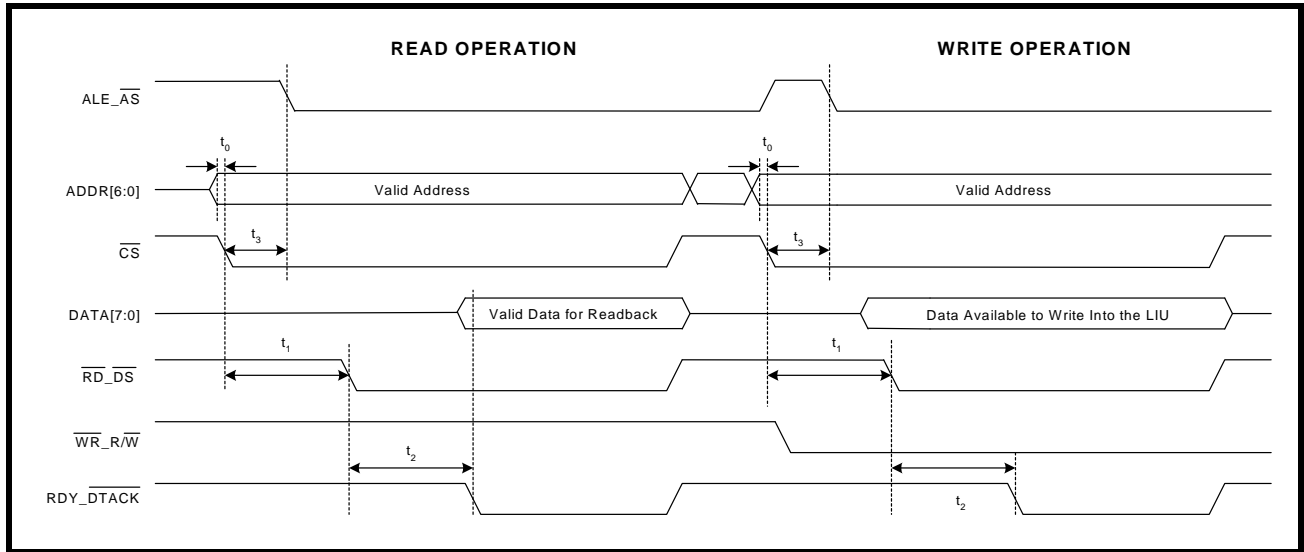 READ OPERATION WRITE OPERATION
ALE_AS
t0 t0
ADDR[6:0] Valid Address Valid Address
t3 t3
CS
DATA[7:0] Valid Data for Readback Data Available to Write Into the LIU
t1 t1
RD_DS
WR_R/W
t2
RDY_DTACK t2